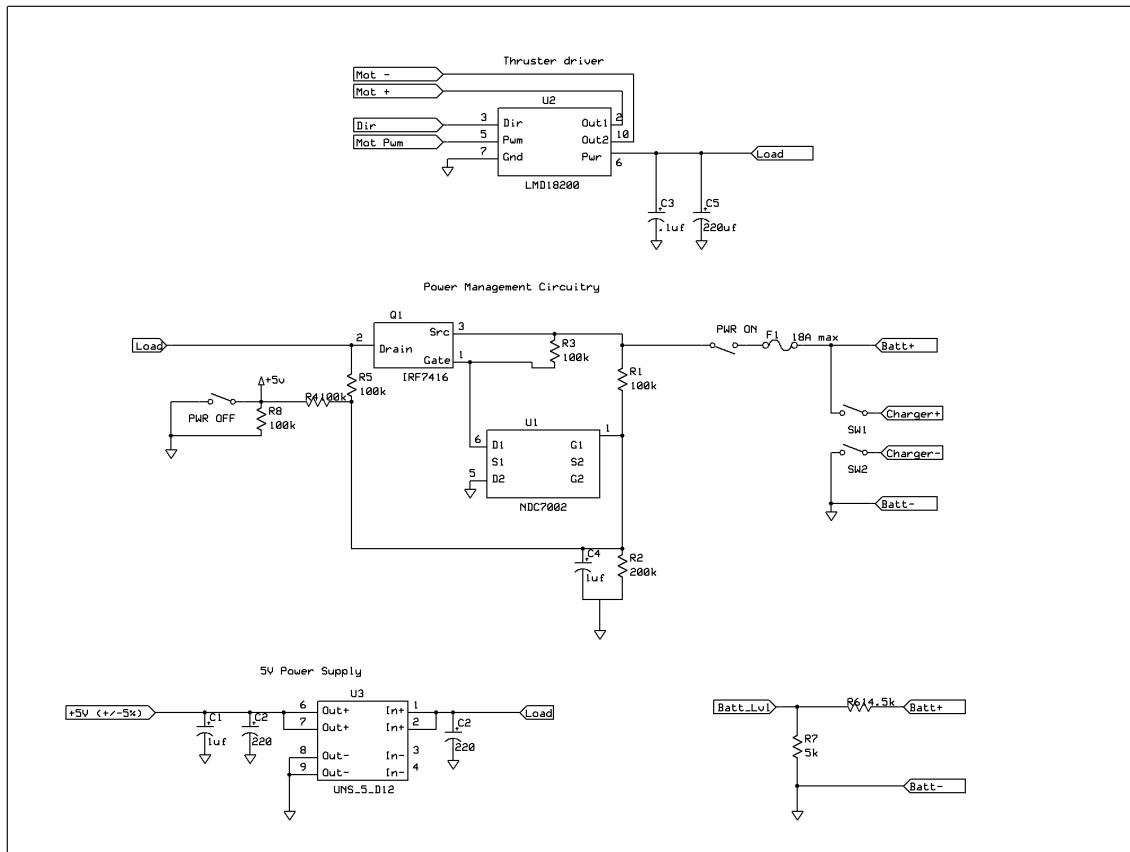 Thruster driver
Mot -
Mot +
U2
Dir 3 Dir Out1 2
Mot Pwm 5 Pwm Out2 10
7 Gnd Pwr 6 Load
LMD18200
C3 C5
.1uf 220uf
Power Management Circuitry
Q1
Load 2 Src 3 PWR ON F1 18A max Batt+
Drain R3
100k
Gate 1
IRF7416
R5 R1
100k 100k
+5v
R4100k
PWR OFF R8
100k
Charger+
SW1
U1
6 D1 G1 1
S1 S2
5 D2 G2
NDC7002
Charger-
SW2
Batt-
C4 R2
1uf 200k
5V Power Supply
U3
+5V (+/-5%) 6 Out+ In+ 1 Load
7 Out+ In+ 2
C1 C2 C2
1uf 220 220
8 Out- In- 3
9 Out- In- 4
UNS_5_D12
Batt_Lvl R614.5k Batt+
R7
5k
Batt-